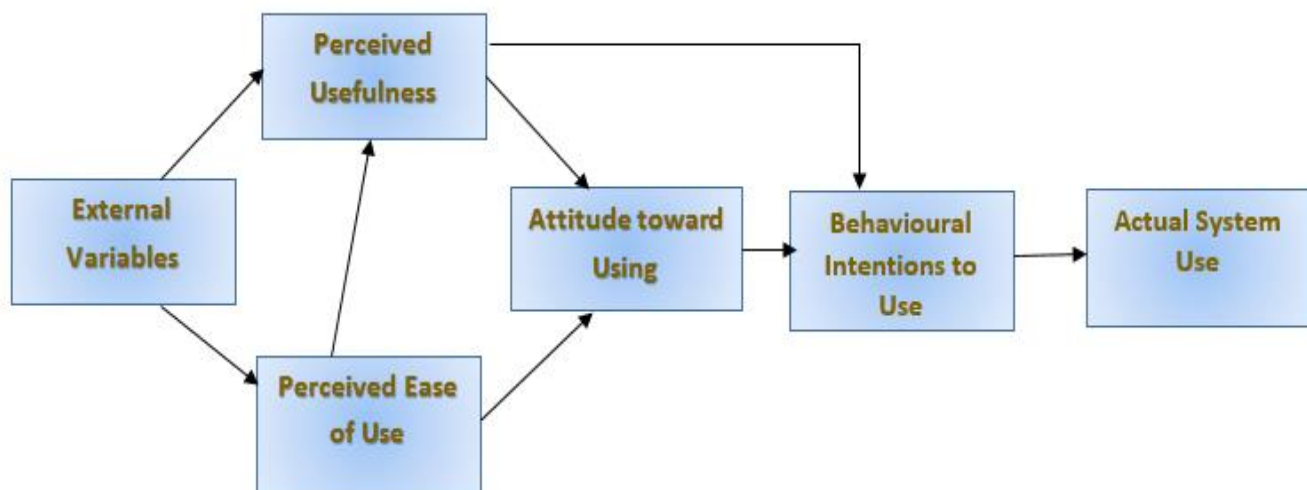 Perceived
Usefulness
External
Variables
Perceived Ease
of Use
Attitude toward
Using
Behavioural
Intentions to
Use
Actual System
Use